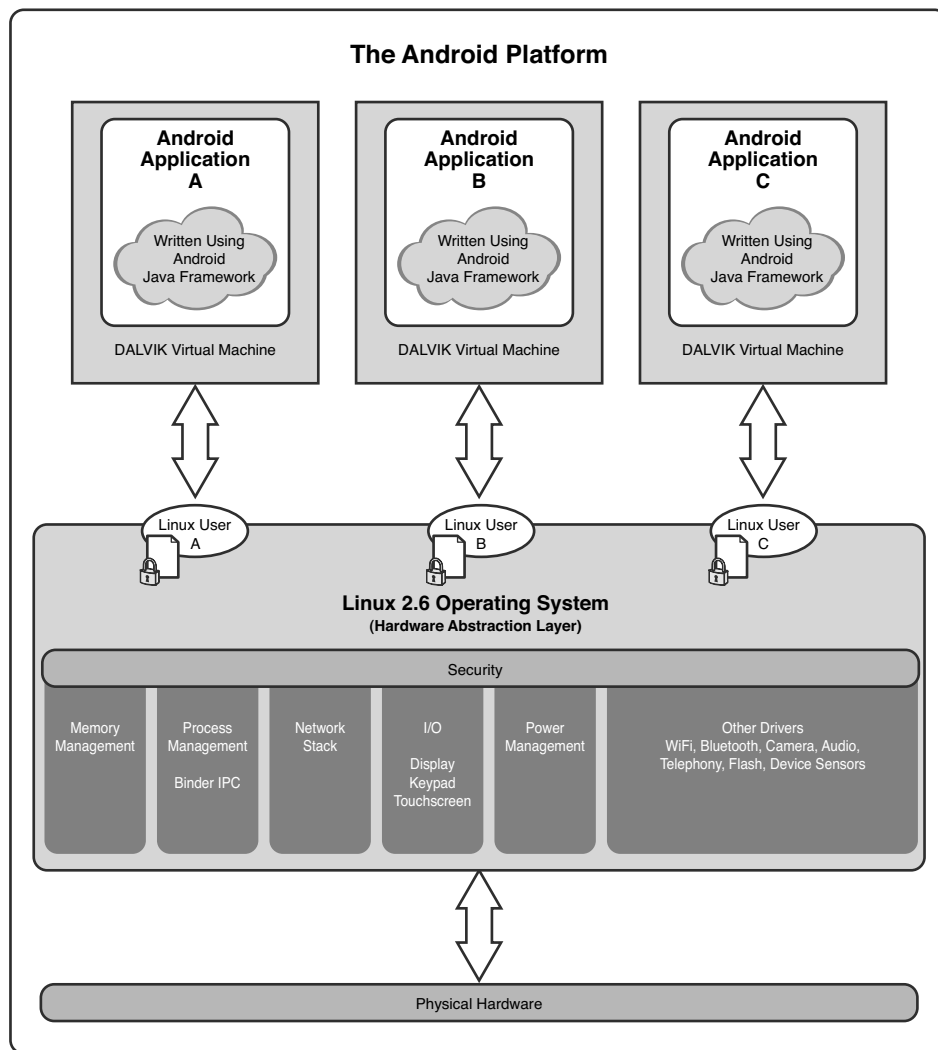 The Android Platform
Android
Application
A
Written Using
Android
Java Framework
DALVIK Virtual Machine
Android
Application
B
Written Using
Android
Java Framework
DALVIK Virtual Machine
Android
Application
C
Written Using
Android
Java Framework
DALVIK Virtual Machine
Linux User
A
Linux User
B
Linux User
C
Linux 2.6 Operating System
(Hardware Abstraction Layer)
Security
Memory
Management
Process
Management
Binder IPC
Network
Stack
I/O
Display
Keypad
Touchscreen
Power
Management
Other Drivers
WiFi, Bluetooth, Camera, Audio,
Telephony, Flash, Device Sensors
Physical Hardware